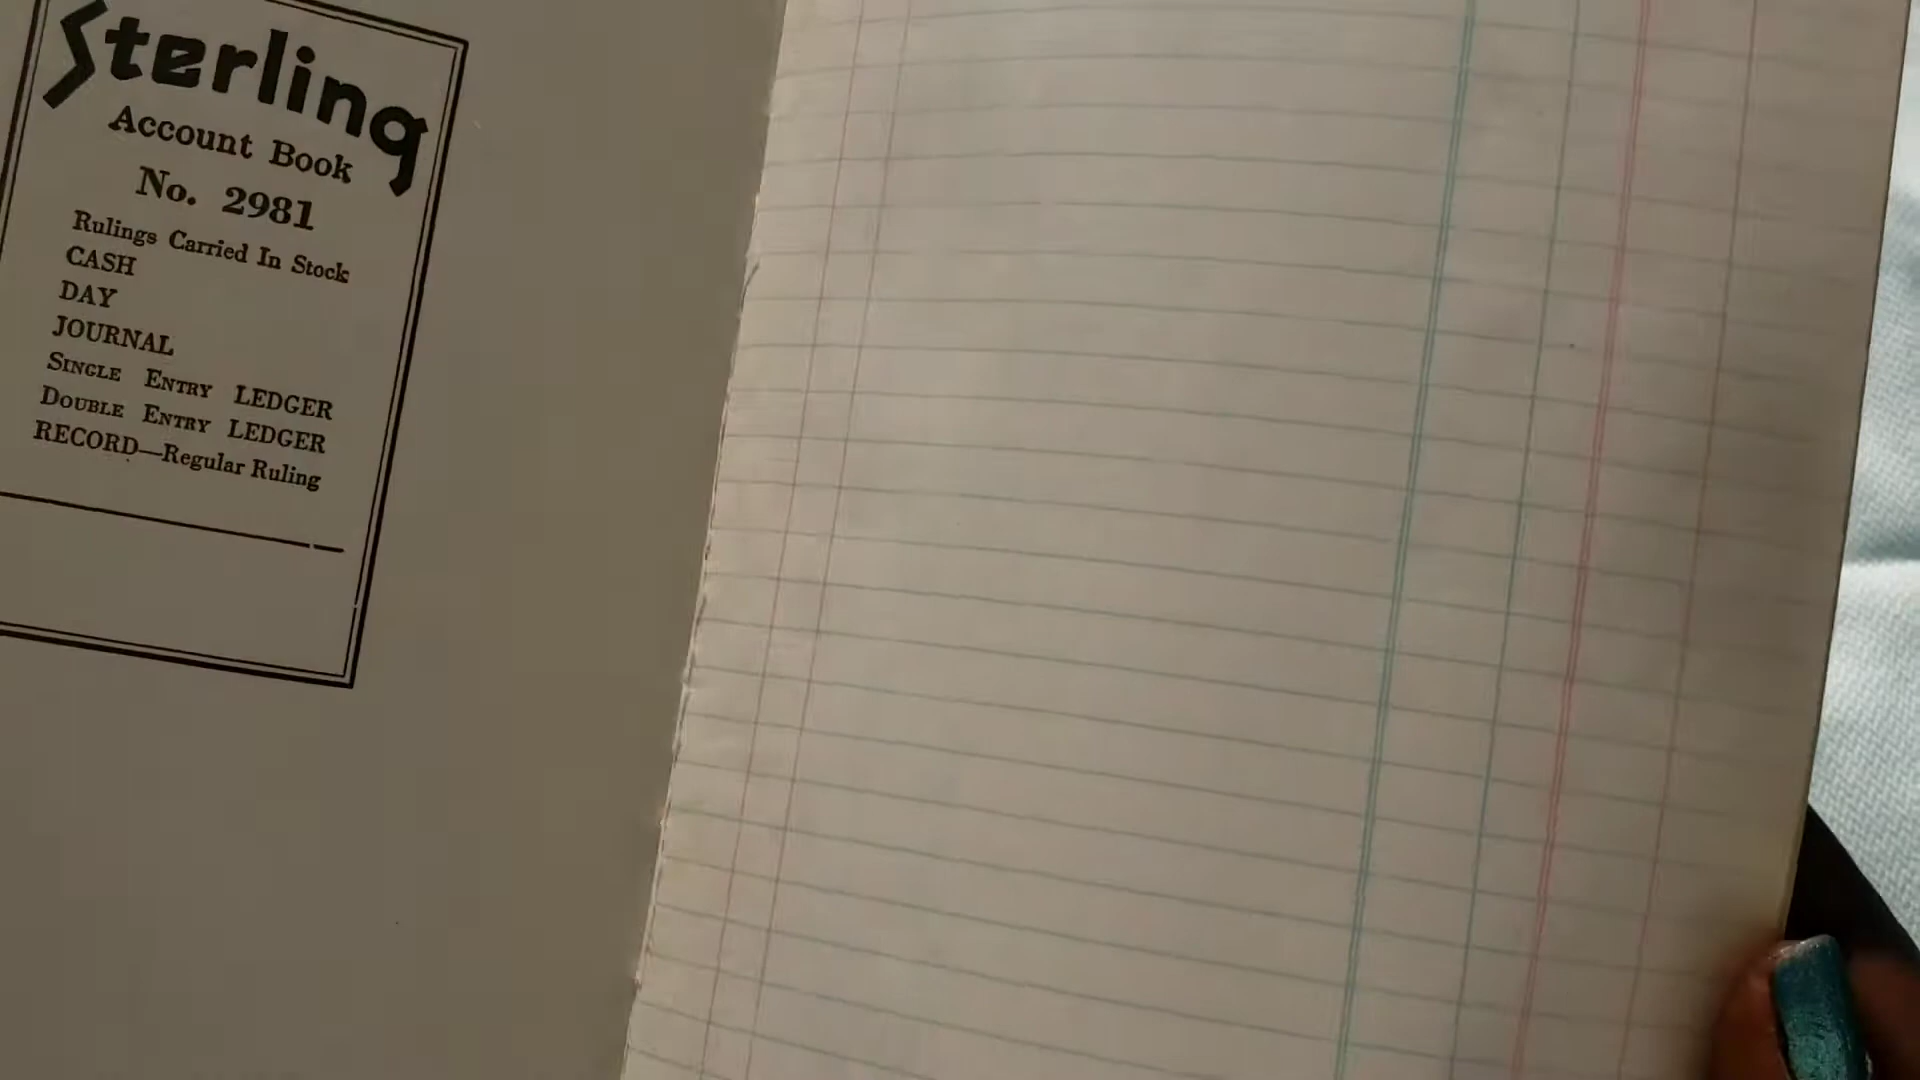 Sterling
Account Book
No. 2981
Rulings Carried In Stock
CASH
DAY
JOURNAL
SINGLE ENTRY LEDGER
DOUBLE ENTRY LEDGER
RECORD—Regular Ruling